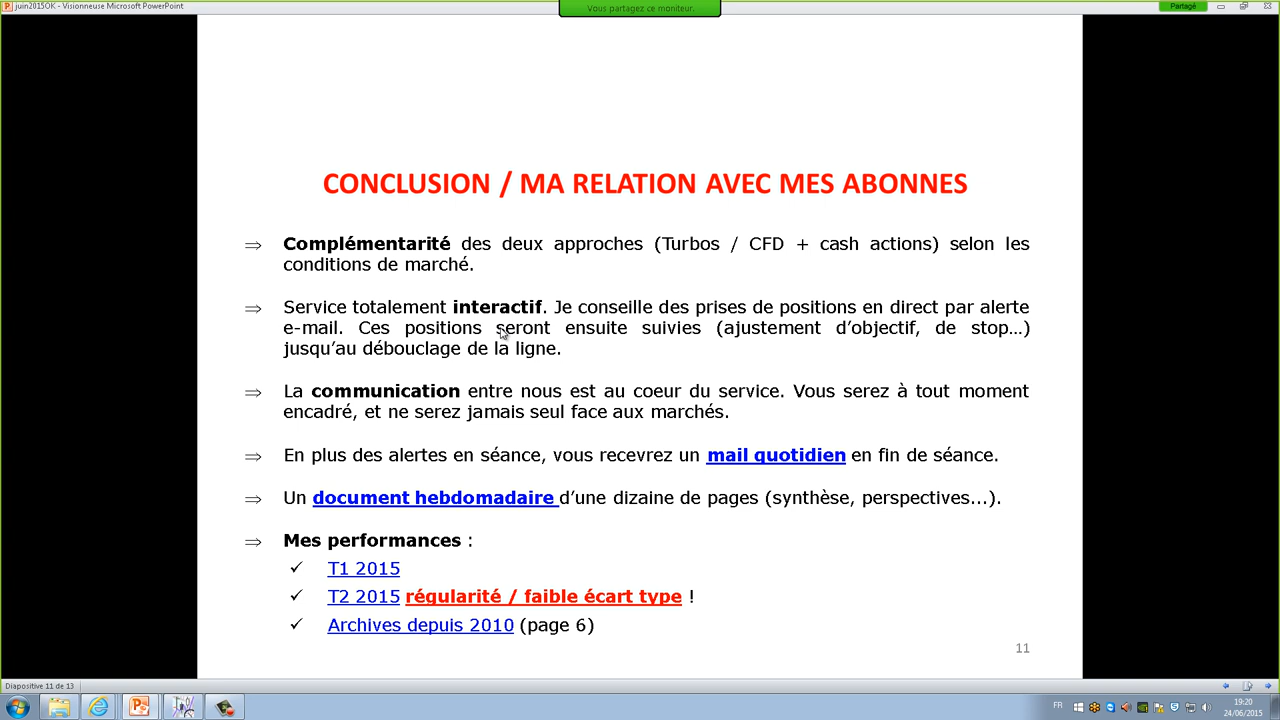 juin2015OK - Visionneuse Microsoft PowerPoint
Vous partagez ce moniteur.
Partagé
CONCLUSION / MA RELATION AVEC MES ABONNES
⇒ Complémentarité des deux approches (Turbos / CFD + cash actions) selon les
conditions de marché.
⇒ Service totalement interactif. Je conseille des prises de positions en direct par alerte
e-mail. Ces positions seront ensuite suivies (ajustement d'objectif, de stop...)
jusqu'au débouclage de la ligne.
⇒ La communication entre nous est au coeur du service. Vous serez à tout moment
encadré, et ne serez jamais seul face aux marchés.
⇒ En plus des alertes en séance, vous recevrez un mail quotidien en fin de séance.
⇒ Un document hebdomadaire d'une dizaine de pages (synthèse, perspectives...).
⇒ Mes performances :
✓ T1 2015
✓ T2 2015 régularité / faible écart type !
✓ Archives depuis 2010 (page 6)
11
Diapositive 11 de 13
FR
19:20
24/06/2015